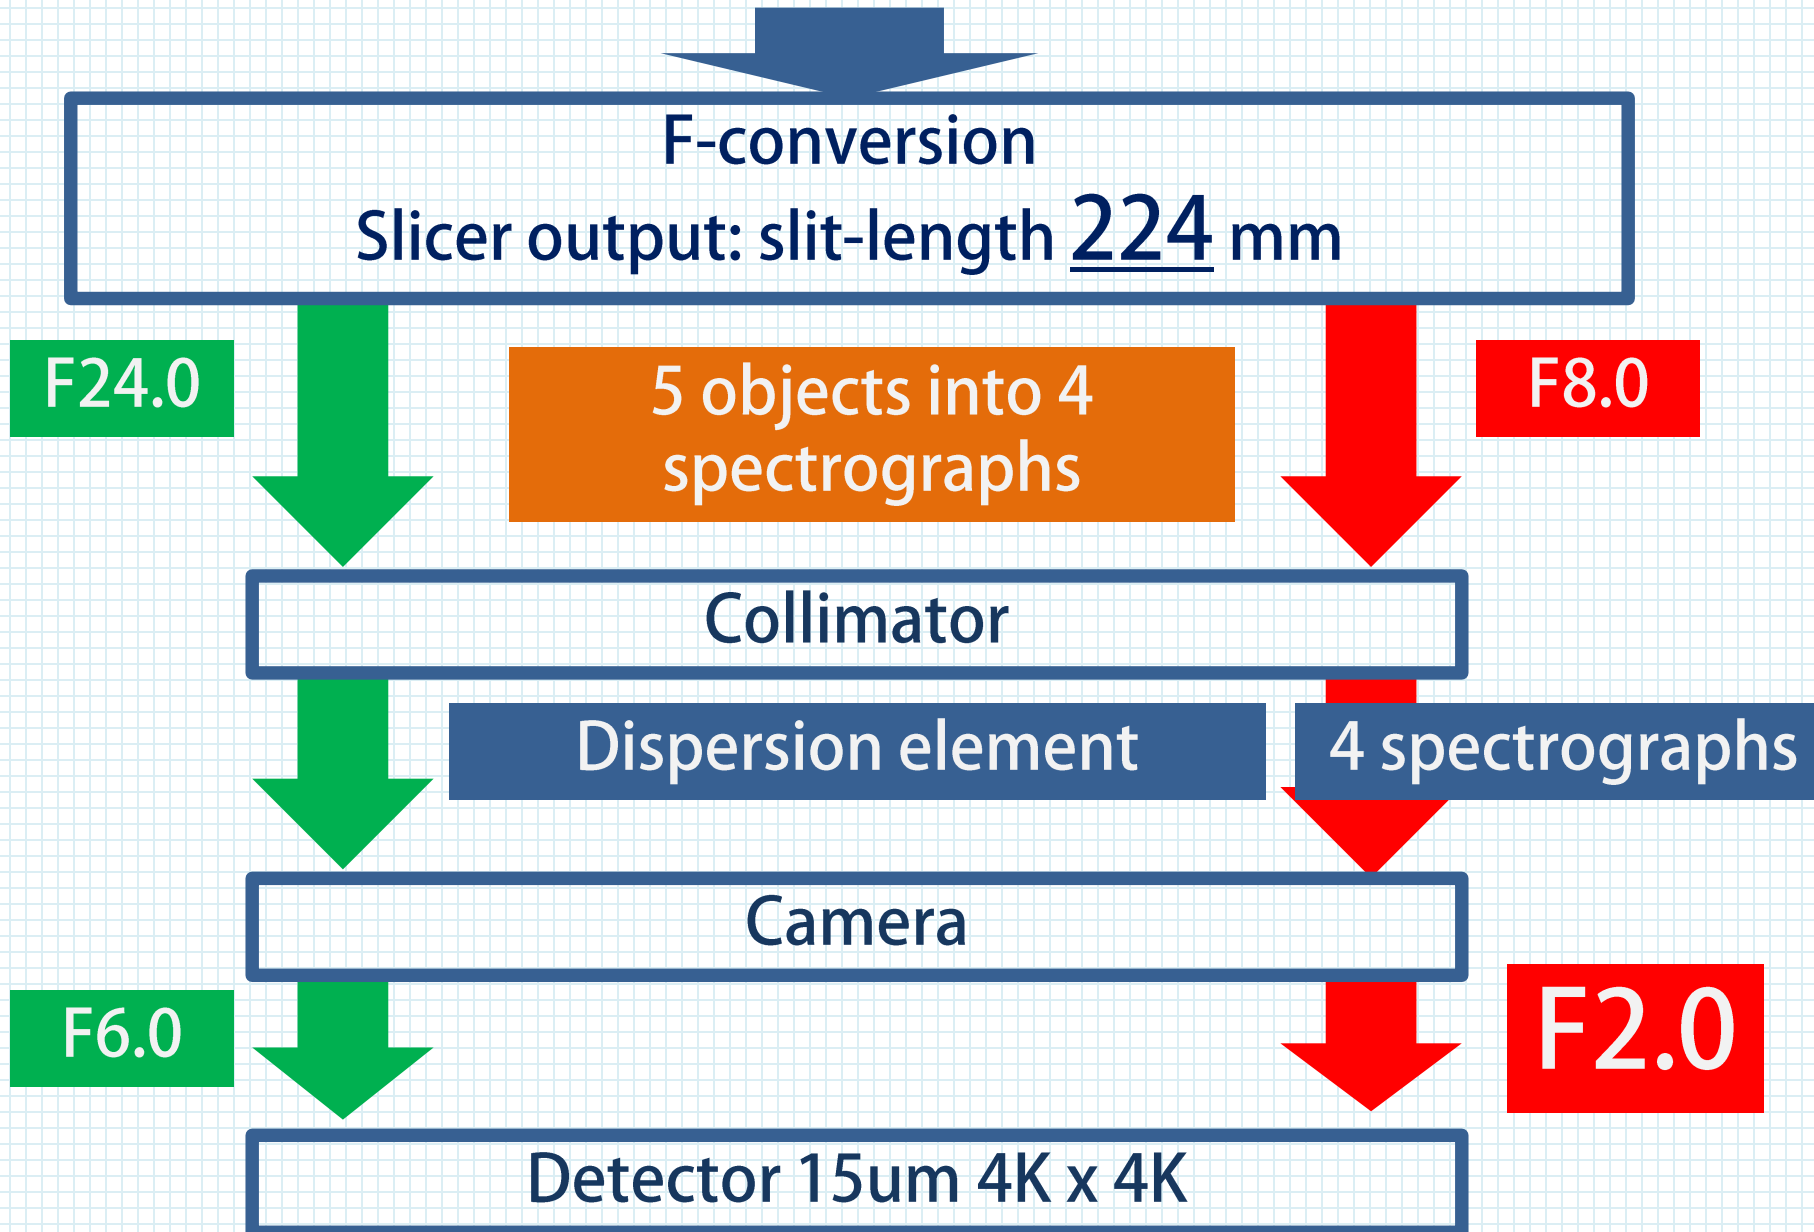 F-conversion
Slicer output: slit-length 224 mm
F24.0
5 objects into 4
spectrographs
F8.0
Collimator
Dispersion element
4 spectrographs
Camera
F6.0
F2.0
Detector 15um 4K x 4K